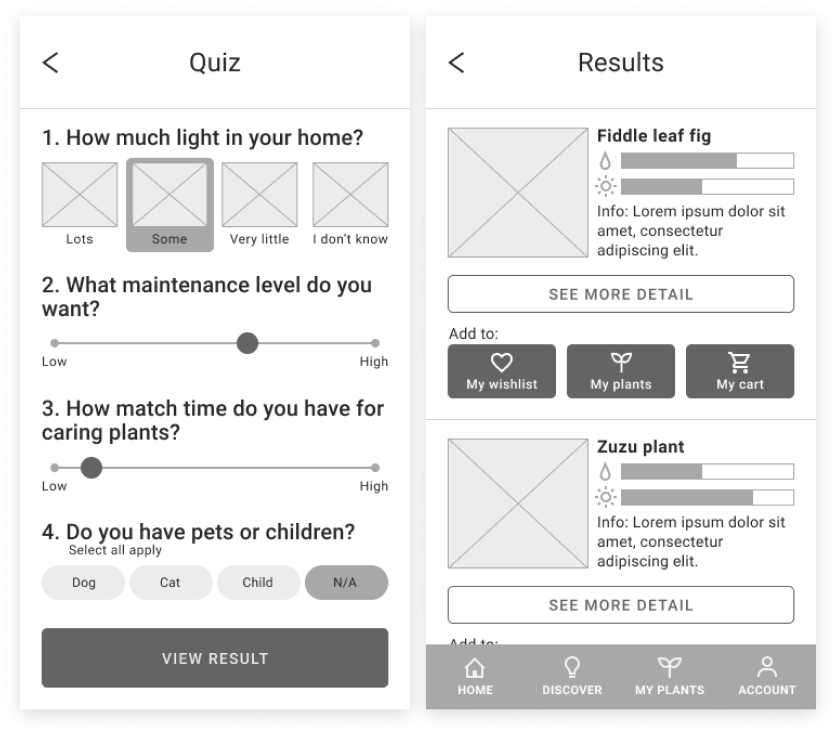 Quiz
1. How much light in your home?
Lots
Some
Very little
I don't know
2. What maintenance level do you
want?
Low
High
3. How match time do you have for
caring plants?
Low
High
4. Do you have pets or children?
Select all apply
Dog
Cat
Child
N/A
VIEW RESULT
Results
Fiddle leaf fig
Info: Lorem ipsum dolor sit
amet, consectetur
adipiscing elit.
SEE MORE DETAIL
Add to:
My wishlist
My plants
My cart
Zuzu plant
Info: Lorem ipsum dolor sit
amet, consectetur
adipiscing elit.
SEE MORE DETAIL
Add to:
HOME
DISCOVER
MY PLANTS
ACCOUNT